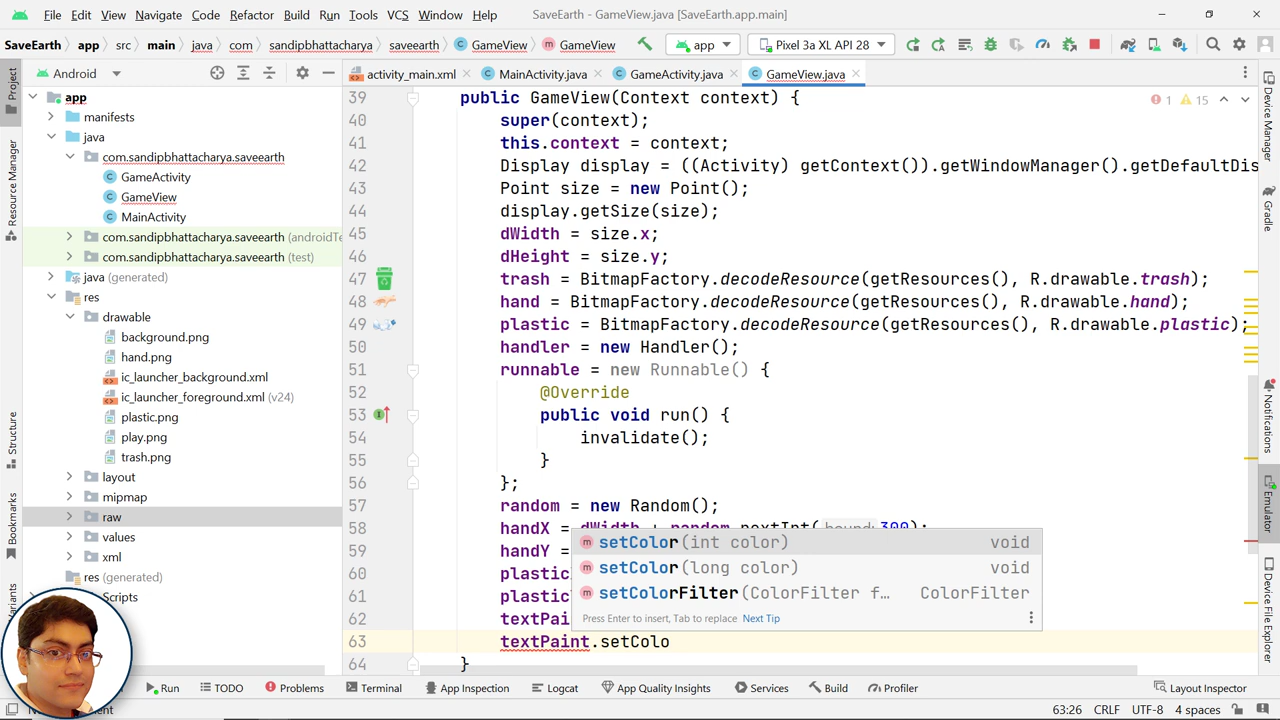 File Edit View Navigate Code Refactor Build Run Tools VCS Window Help SaveEarth - GameView.java [SaveEarth.app.main]
SaveEarth app src main java com sandipbhattacharya saveearth GameView GameView app Pixel 3a XL API 28
Project
Android
activity_main.xml MainActivity.java GameActivity.java GameView.java
app
manifests
java
com.sandipbhattacharya.saveearth
GameActivity
GameView
MainActivity
com.sandipbhattacharya.saveearth (androidTe
com.sandipbhattacharya.saveearth (test)
java (generated)
res
drawable
background.png
hand.png
ic_launcher_background.xml
ic_launcher_foreground.xml (v24)
plastic.png
play.png
trash.png
layout
mipmap
raw
values
xml
res (generated)
Scripts
Resource Manager
Structure
Bookmarks
1 15
39 public GameView(Context context) {
40 super(context);
41 this.context = context;
42 Display display = ((Activity) getContext()).getWindowManager().getDefaultDis
43 Point size = new Point();
44 display.getSize(size);
45 dWidth = size.x;
46 dHeight = size.y;
47 trash = BitmapFactory.decodeResource(getResources(), R.drawable.trash);
48 hand = BitmapFactory.decodeResource(getResources(), R.drawable.hand);
49 plastic = BitmapFactory.decodeResource(getResources(), R.drawable.plastic);
50 handler = new Handler();
51 runnable = new Runnable() {
52 @Override
53 public void run() {
54 invalidate();
55 }
56 };
57 random = new Random();
58 handX = dWidth + random.nextInt( 300);
59 handY =
60 plastic
61 plastic
62 textPai
63 textPaint.setColo
64 }
setColor(int color) void
setColor(long color) void
setColorFilter(ColorFilter f… ColorFilter
Press Enter to insert, Tab to replace Next Tip
Device Manager
Gradle
Notifications
Emulator
Device File Explorer
Run TODO Problems Terminal App Inspection Logcat App Quality Insights Services Build Profiler Layout Inspector
63:26 CRLF UTF-8 4 spaces